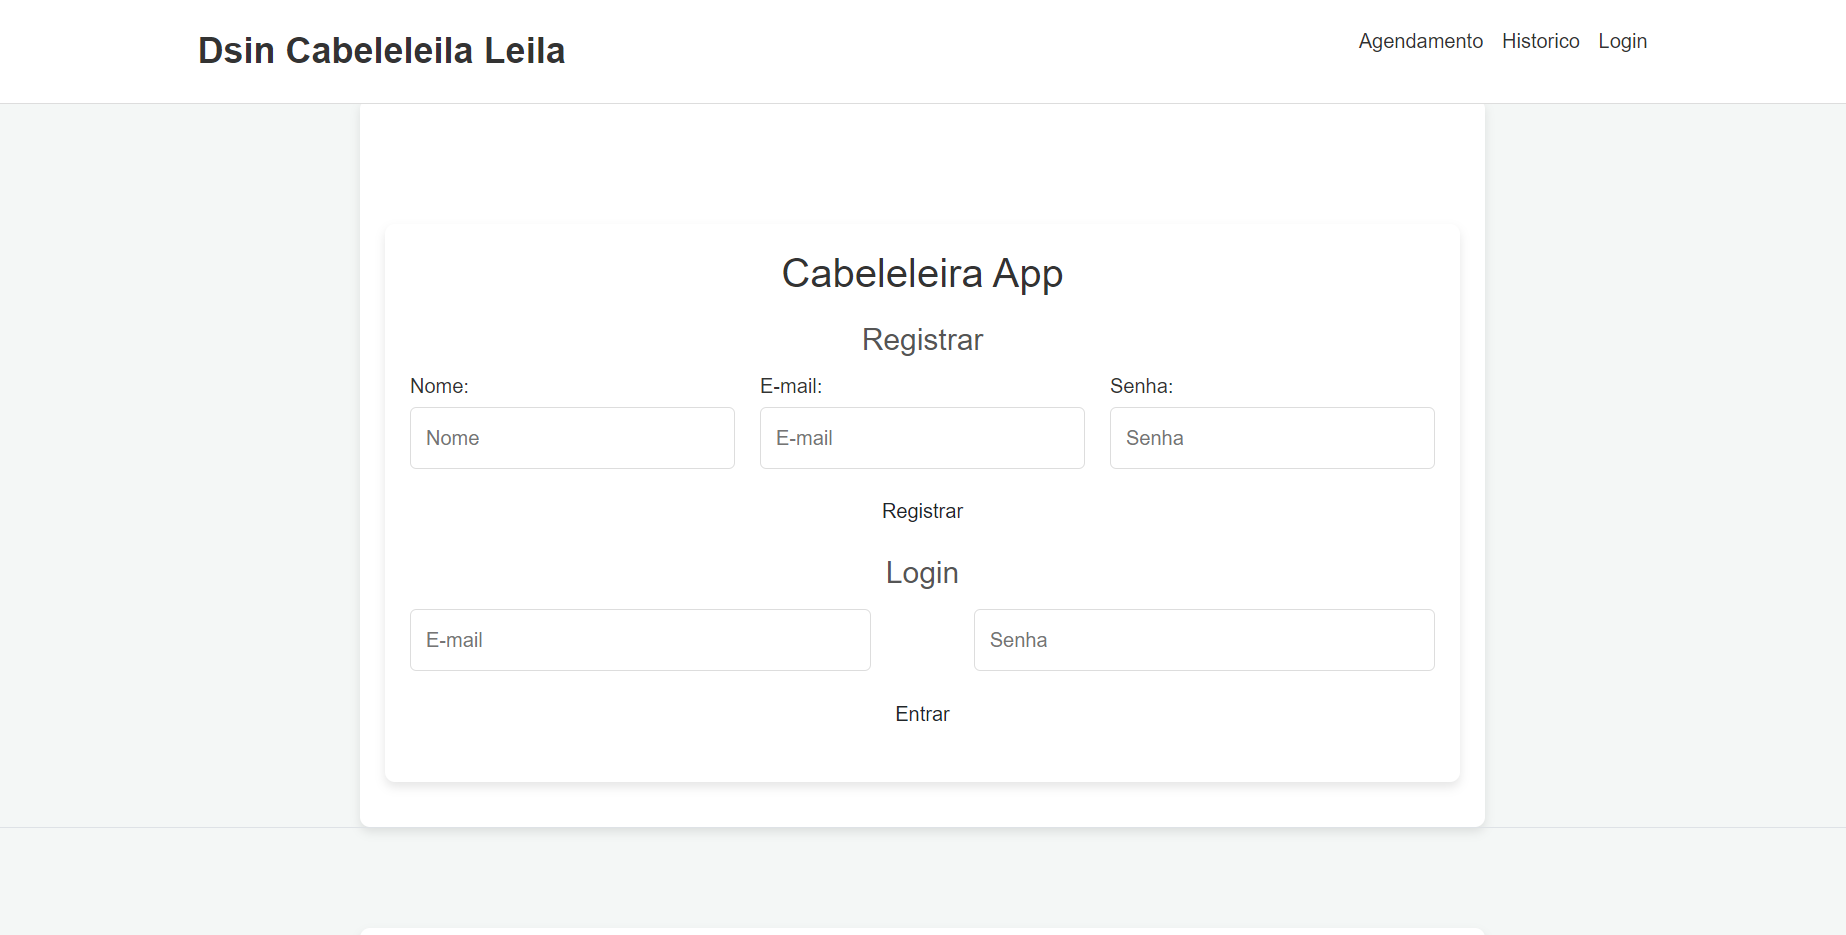 Dsin Cabeleleila Leila
Agendamento Historico Login
Cabeleleira App
Registrar
Nome: E-mail: Senha:
Nome E-mail Senha
Registrar
Login
E-mail Senha
Entrar